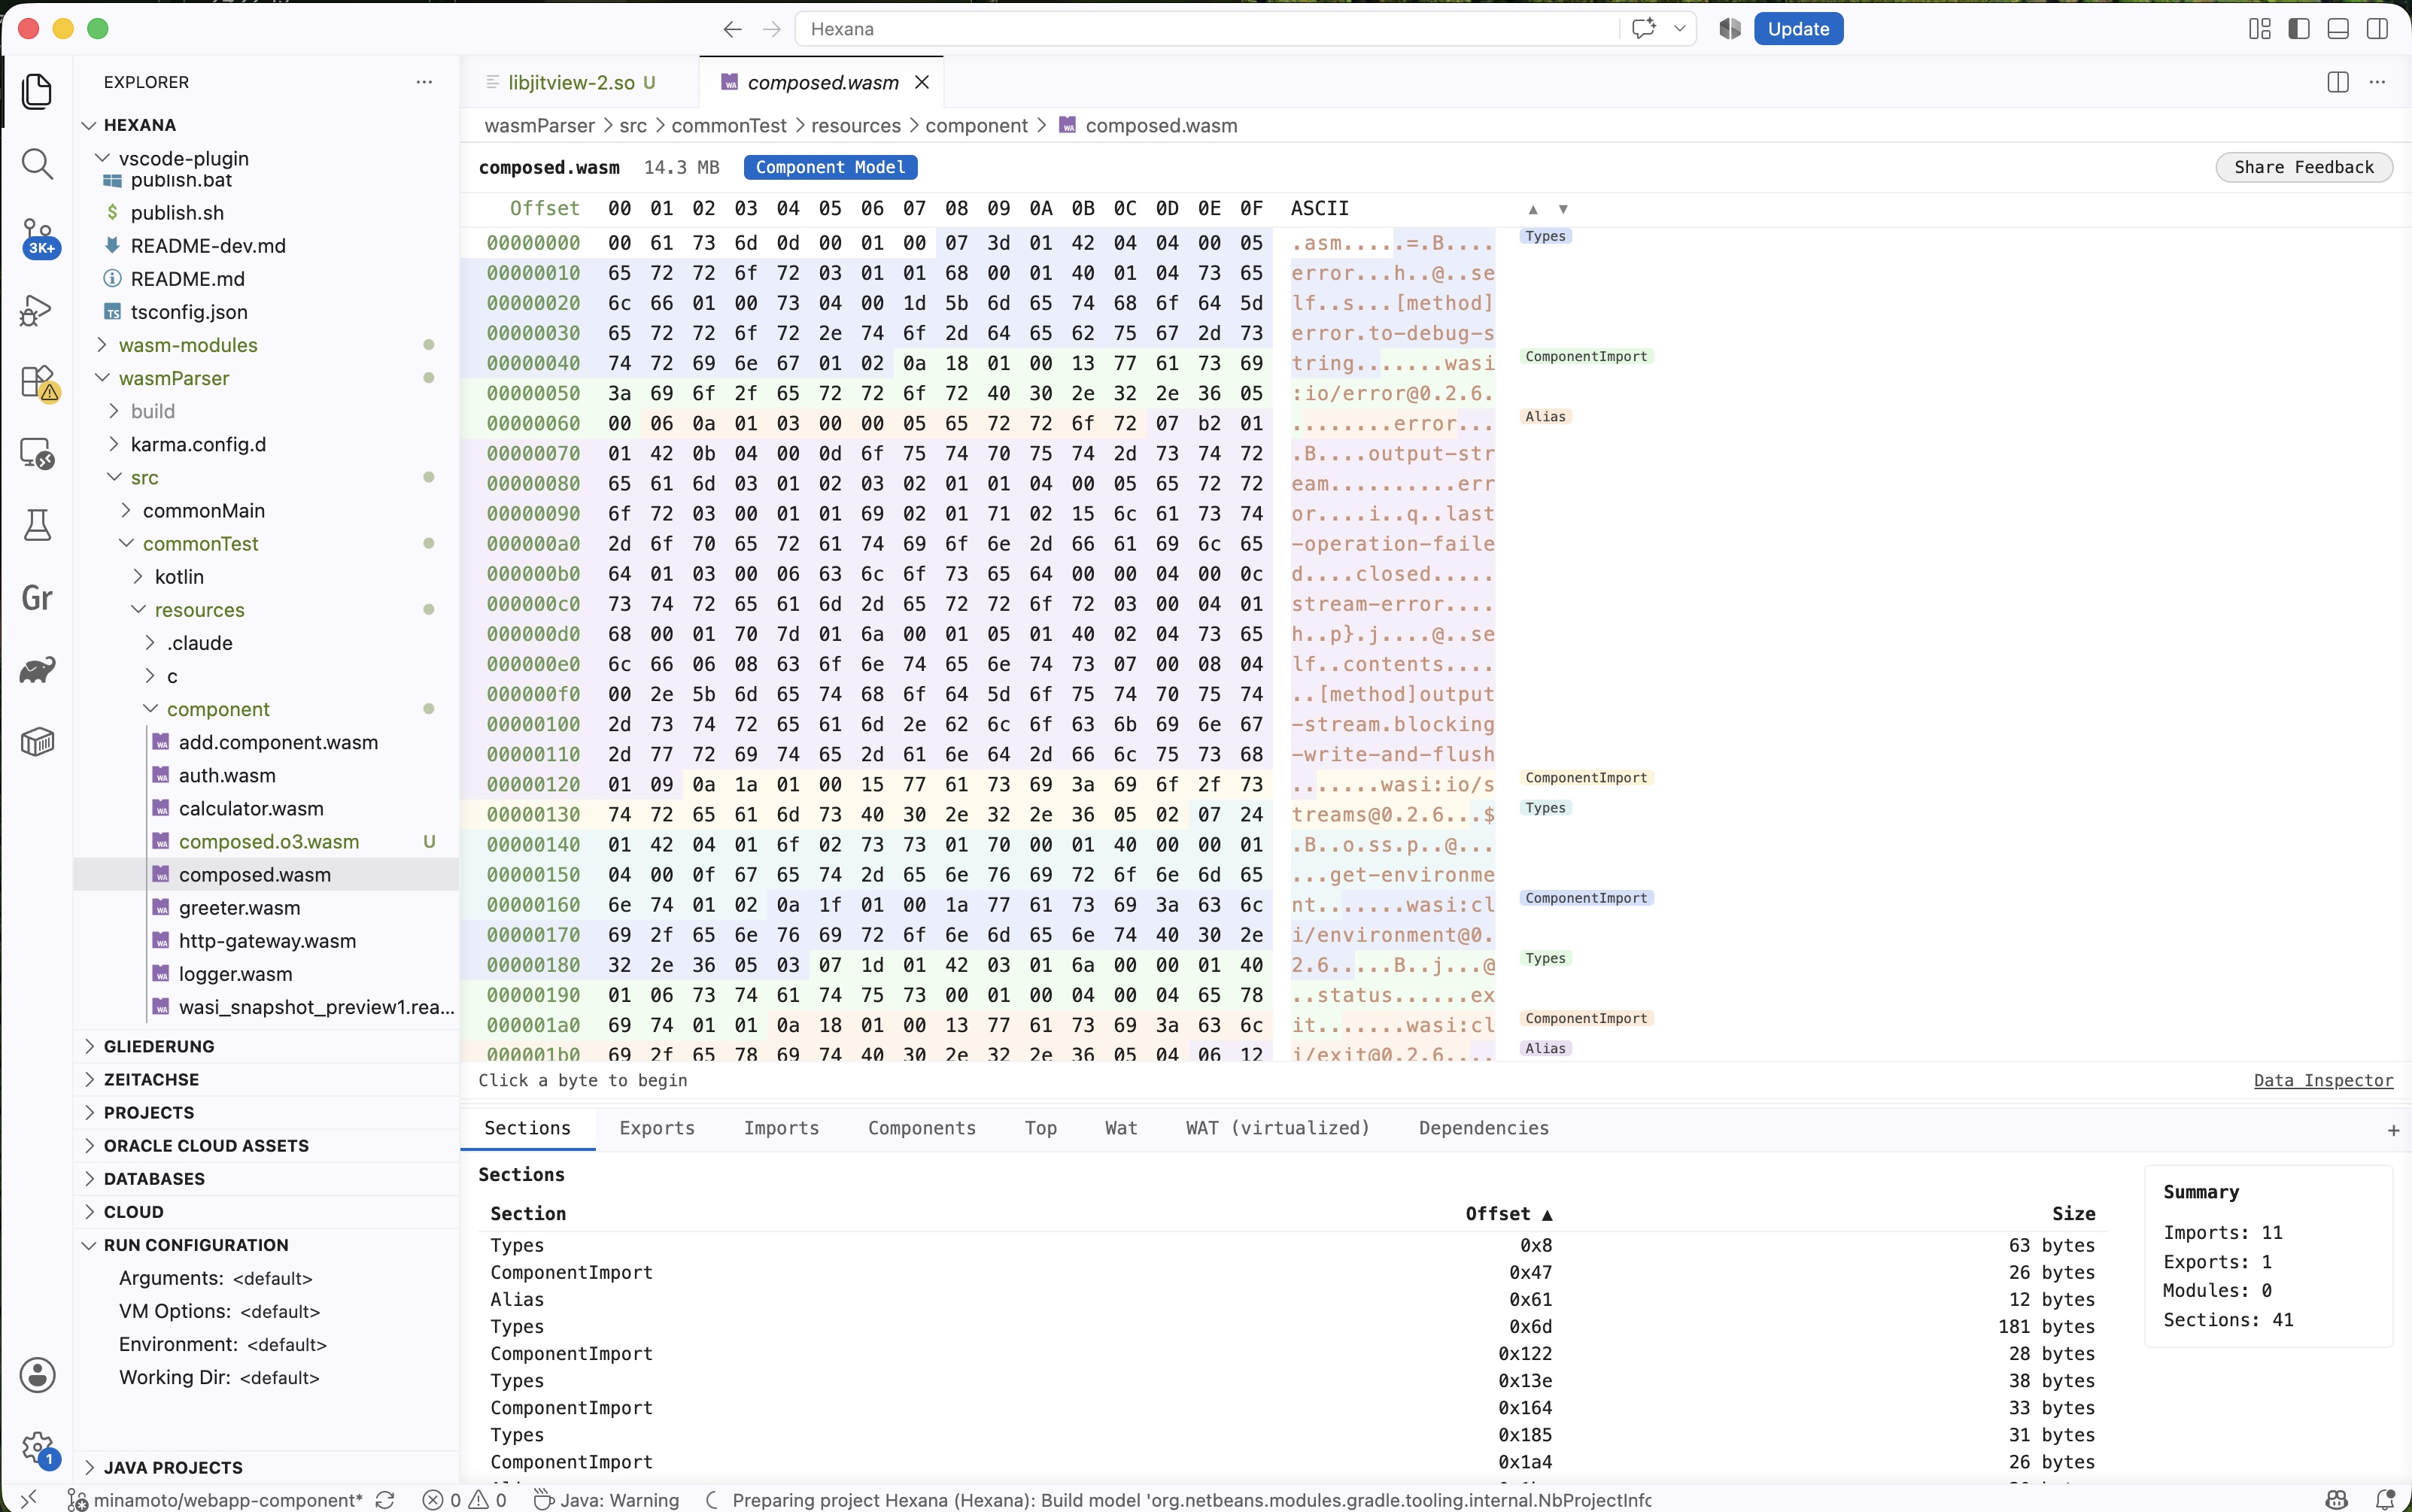 Hexana
Update
EXPLORER
HEXANA
vscode-plugin
publish.bat
publish.sh
README-dev.md
README.md
tsconfig.json
wasm-modules
wasmParser
build
karma.config.d
src
commonMain
commonTest
kotlin
resources
.claude
c
component
add.component.wasm
auth.wasm
calculator.wasm
composed.o3.wasm U
composed.wasm
greeter.wasm
http-gateway.wasm
logger.wasm
wasi_snapshot_preview1.rea...
GLIEDERUNG
ZEITACHSE
PROJECTS
ORACLE CLOUD ASSETS
DATABASES
CLOUD
RUN CONFIGURATION
Arguments: <default>
VM Options: <default>
Environment: <default>
Working Dir: <default>
JAVA PROJECTS
3K+
Gr
1
libjitview-2.so U
composed.wasm
wasmParser > src > commonTest > resources > component > composed.wasm
composed.wasm 14.3 MB Component Model
Share Feedback
Offset 00 01 02 03 04 05 06 07 08 09 0A 0B 0C 0D 0E 0F ASCII ▲ ▼
00000000 00 61 73 6d 0d 00 01 00 07 3d 01 42 04 04 00 05 .asm.....=.B.... Types
00000010 65 72 72 6f 72 03 01 01 68 00 01 40 01 04 73 65 error...h..@..se
00000020 6c 66 01 00 73 04 00 1d 5b 6d 65 74 68 6f 64 5d lf..s...[method]
00000030 65 72 72 6f 72 2e 74 6f 2d 64 65 62 75 67 2d 73 error.to-debug-s
00000040 74 72 69 6e 67 01 02 0a 18 01 00 13 77 61 73 69 tring.......wasi ComponentImport
00000050 3a 69 6f 2f 65 72 72 6f 72 40 30 2e 32 2e 36 05 :io/error@0.2.6.
00000060 00 06 0a 01 03 00 00 05 65 72 72 6f 72 07 b2 01 ........error... Alias
00000070 01 42 0b 04 00 0d 6f 75 74 70 75 74 2d 73 74 72 .B....output-str
00000080 65 61 6d 03 01 02 03 02 01 01 04 00 05 65 72 72 eam..........err
00000090 6f 72 03 00 01 01 69 02 01 71 02 15 6c 61 73 74 or....i..q..last
000000a0 2d 6f 70 65 72 61 74 69 6f 6e 2d 66 61 69 6c 65 -operation-faile
000000b0 64 01 03 00 06 63 6c 6f 73 65 64 00 00 04 00 0c d....closed.....
000000c0 73 74 72 65 61 6d 2d 65 72 72 6f 72 03 00 04 01 stream-error....
000000d0 68 00 01 70 7d 01 6a 00 01 05 01 40 02 04 73 65 h..p}.j....@..se
000000e0 6c 66 06 08 63 6f 6e 74 65 6e 74 73 07 00 08 04 lf..contents....
000000f0 00 2e 5b 6d 65 74 68 6f 64 5d 6f 75 74 70 75 74 ..[method]output
00000100 2d 73 74 72 65 61 6d 2e 62 6c 6f 63 6b 69 6e 67 -stream.blocking
00000110 2d 77 72 69 74 65 2d 61 6e 64 2d 66 6c 75 73 68 -write-and-flush
00000120 01 09 0a 1a 01 00 15 77 61 73 69 3a 69 6f 2f 73 .......wasi:io/s ComponentImport
00000130 74 72 65 61 6d 73 40 30 2e 32 2e 36 05 02 07 24 treams@0.2.6...$ Types
00000140 01 42 04 01 6f 02 73 73 01 70 00 01 40 00 00 01 .B..o.ss.p..@...
00000150 04 00 0f 67 65 74 2d 65 6e 76 69 72 6f 6e 6d 65 ...get-environme
00000160 6e 74 01 02 0a 1f 01 00 1a 77 61 73 69 3a 63 6c nt.......wasi:cl ComponentImport
00000170 69 2f 65 6e 76 69 72 6f 6e 6d 65 6e 74 40 30 2e i/environment@0.
00000180 32 2e 36 05 03 07 1d 01 42 03 01 6a 00 00 01 40 2.6.....B..j...@ Types
00000190 01 06 73 74 61 74 75 73 00 01 00 04 00 04 65 78 ..status......ex
000001a0 69 74 01 01 0a 18 01 00 13 77 61 73 69 3a 63 6c it.......wasi:cl ComponentImport
000001b0 69 2f 65 78 69 74 40 30 2e 32 2e 36 05 04 06 12 i/exit@0.2.6.... Alias
Click a byte to begin
Data Inspector
Sections Exports Imports Components Top Wat WAT (virtualized) Dependencies +
Sections
Section Offset ▲ Size
Types 0x8 63 bytes
ComponentImport 0x47 26 bytes
Alias 0x61 12 bytes
Types 0x6d 181 bytes
ComponentImport 0x122 28 bytes
Types 0x13e 38 bytes
ComponentImport 0x164 33 bytes
Types 0x185 31 bytes
ComponentImport 0x1a4 26 bytes
Summary
Imports: 11
Exports: 1
Modules: 0
Sections: 41
minamoto/webapp-component* 0 0 Java: Warning Preparing project Hexana (Hexana): Build model 'org.netbeans.modules.gradle.tooling.internal.NbProjectInfo